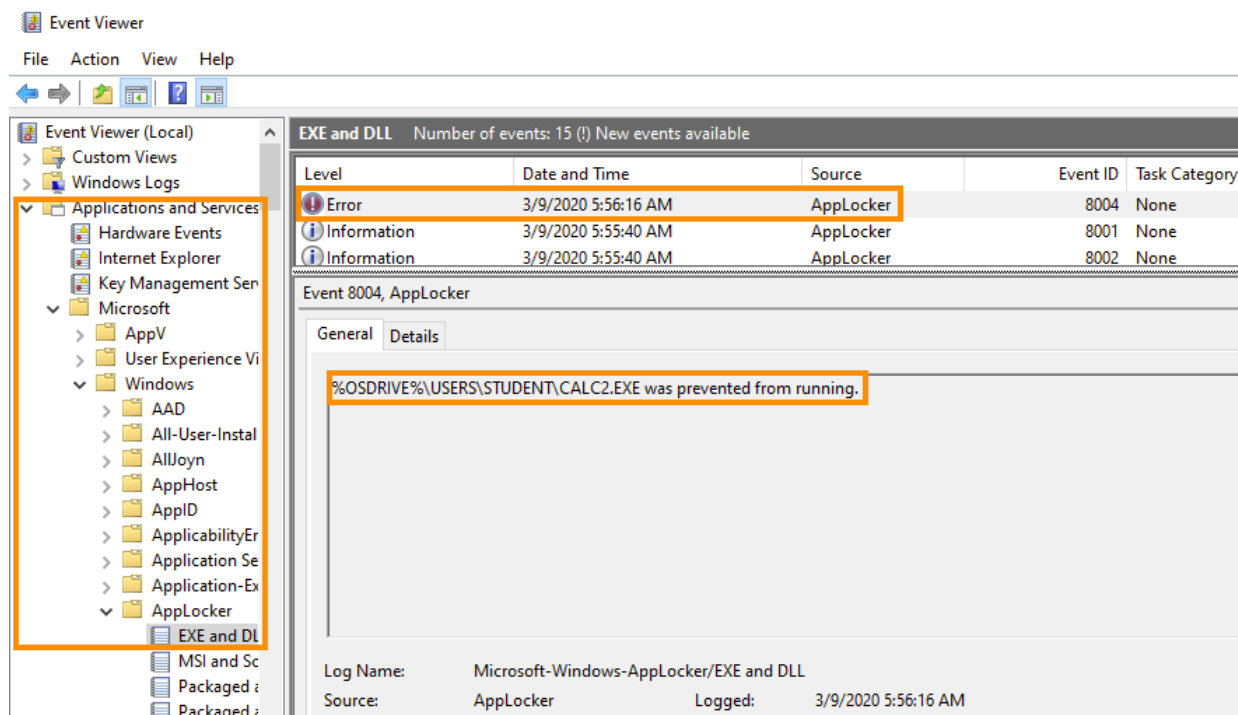 Event Viewer
File Action View Help
Event Viewer (Local)
Custom Views
Windows Logs
Applications and Services
Hardware Events
Internet Explorer
Key Management Ser
Microsoft
AppV
User Experience Vi
Windows
AAD
All-User-Instal
AllJoyn
AppHost
AppID
ApplicabilityEr
Application Se
Application-Ex
AppLocker
EXE and DL
MSI and Sc
Packaged a
Packaged a
EXE and DLL Number of events: 15 (!) New events available
Level Date and Time Source Event ID Task Category
Error 3/9/2020 5:56:16 AM AppLocker 8004 None
Information 3/9/2020 5:55:40 AM AppLocker 8001 None
Information 3/9/2020 5:55:40 AM AppLocker 8002 None
Event 8004, AppLocker
General Details
%OSDRIVE%\USERS\STUDENT\CALC2.EXE was prevented from running.
Log Name: Microsoft-Windows-AppLocker/EXE and DLL
Source: AppLocker Logged: 3/9/2020 5:56:16 AM